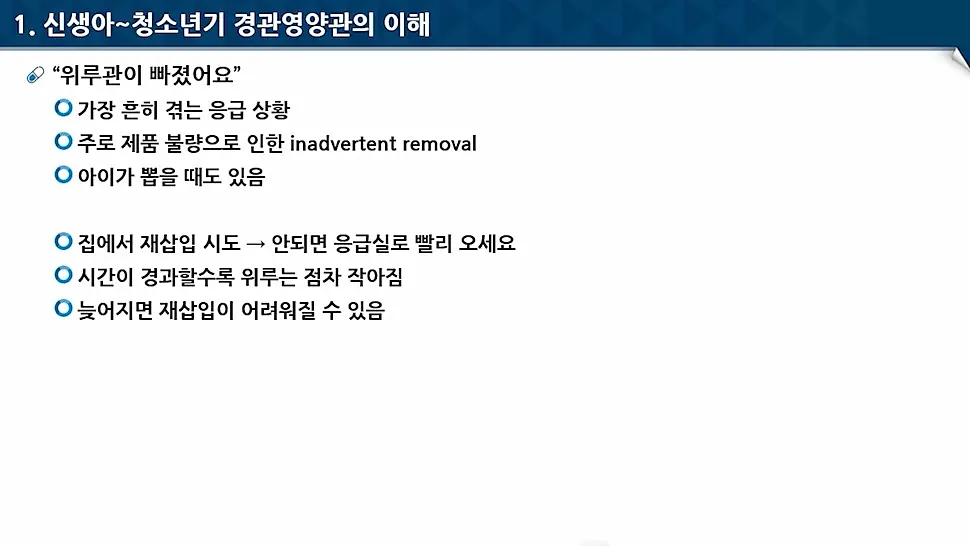 1. 신생아~청소년기 경관영양관의 이해
“위루관이 빠졌어요”
가장 흔히 겪는 응급 상황
주로 제품 불량으로 인한 inadvertent removal
아이가 뽑을 때도 있음
집에서 재삽입 시도 → 안되면 응급실로 빨리 오세요
시간이 경과할수록 위루는 점차 작아짐
늦어지면 재삽입이 어려워질 수 있음